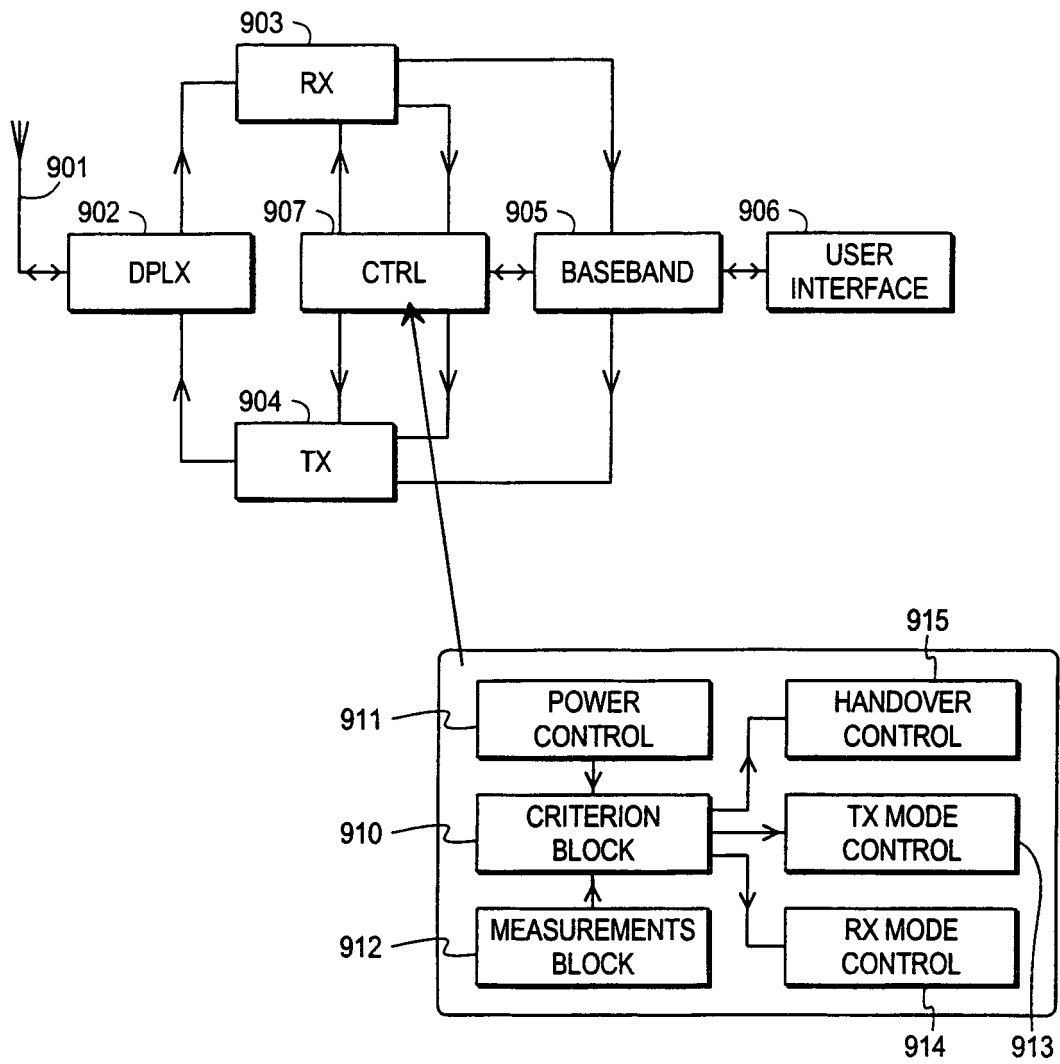 903
RX
901
902
907
905
906
DPLX
CTRL
BASEBAND
USER
INTERFACE
904
TX
915
911
POWER
CONTROL
HANDOVER
CONTROL
910
CRITERION
BLOCK
TX MODE
CONTROL
912
MEASUREMENTS
BLOCK
RX MODE
CONTROL
914
913